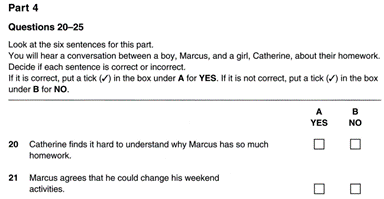 Part 4
Questions 20–25
Look at the six sentences for this part.
You will hear a conversation between a boy, Marcus, and a girl, Catherine, about their homework.
Decide if each sentence is correct or incorrect.
If it is correct, put a tick (✓) in the box under A for YES. If it is not correct, put a tick (✓) in the box
under B for NO.
A B
YES NO
20 Catherine finds it hard to understand why Marcus has so much
homework.
21 Marcus agrees that he could change his weekend
activities.